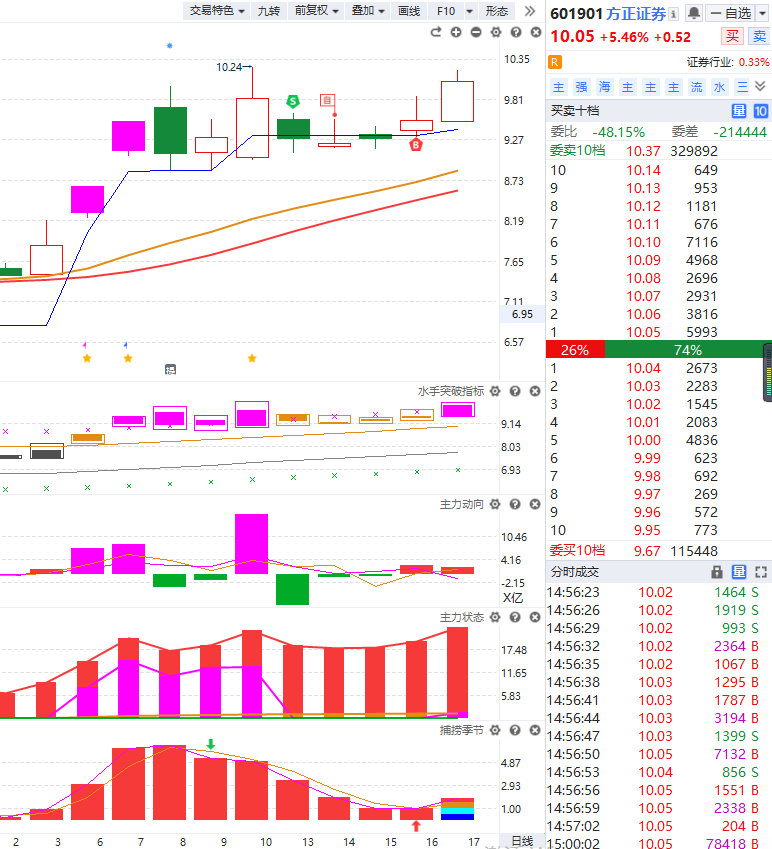 交易特色 九转 前复权 叠加 画线 F10 形态
601901 方正证券 自选
10.05 +5.46% +0.52 买 卖
R 证券行业: 0.33%
主 强 海 主 主 主 流 水 三
买卖十档 量 10
委比 -48.15% 委差 -214444
委卖10档 10.37 329892
10 10.14 649
9 10.13 953
8 10.12 1181
7 10.11 676
6 10.10 7116
5 10.09 4968
4 10.08 2696
3 10.07 2931
2 10.06 3816
1 10.05 5993
26% 74%
1 10.04 2673
2 10.03 2283
3 10.02 1545
4 10.01 2083
5 10.00 4836
6 9.99 623
7 9.98 692
8 9.97 269
9 9.96 572
10 9.95 773
委买10档 9.67 115448
分时成交 量
14:56:23 10.02 1464 S
14:56:26 10.02 1919 S
14:56:29 10.02 993 S
14:56:32 10.02 2364 B
14:56:35 10.02 1067 B
14:56:38 10.03 1295 B
14:56:41 10.03 1787 B
14:56:44 10.03 3194 B
14:56:47 10.03 1399 S
14:56:50 10.05 7132 B
14:56:53 10.04 856 S
14:56:56 10.05 1551 B
14:56:59 10.05 2338 B
14:57:02 10.05 204 B
15:00:02 10.05 78418 B
10.24
S
自
B
10.35
9.81
9.27
8.73
8.19
7.65
7.11
6.95
6.57
水手突破指标
9.14
8.03
6.93
主力动向
10.46
4.16
-2.15
X亿
主力状态
17.48
11.65
5.83
捕捞季节
4.87
2.93
1.00
2 3 6 7 8 9 10 13 14 15 16 17 日线